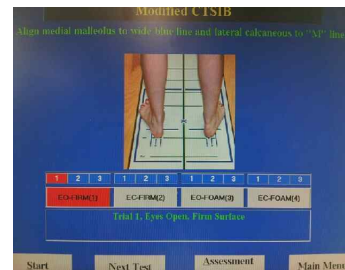 Modified CTSIB
Align medial malleolus to wide blue line and lateral calcaneous to "M" line
1 2 3 1 2 3 1 2 3 1 2 3
EO-FIRM(1) EC-FIRM(2) EO-FOAM(3) EC-FOAM(4)
Trial 1, Eyes Open, Firm Surface
Start Next Test Assessment Main Menu